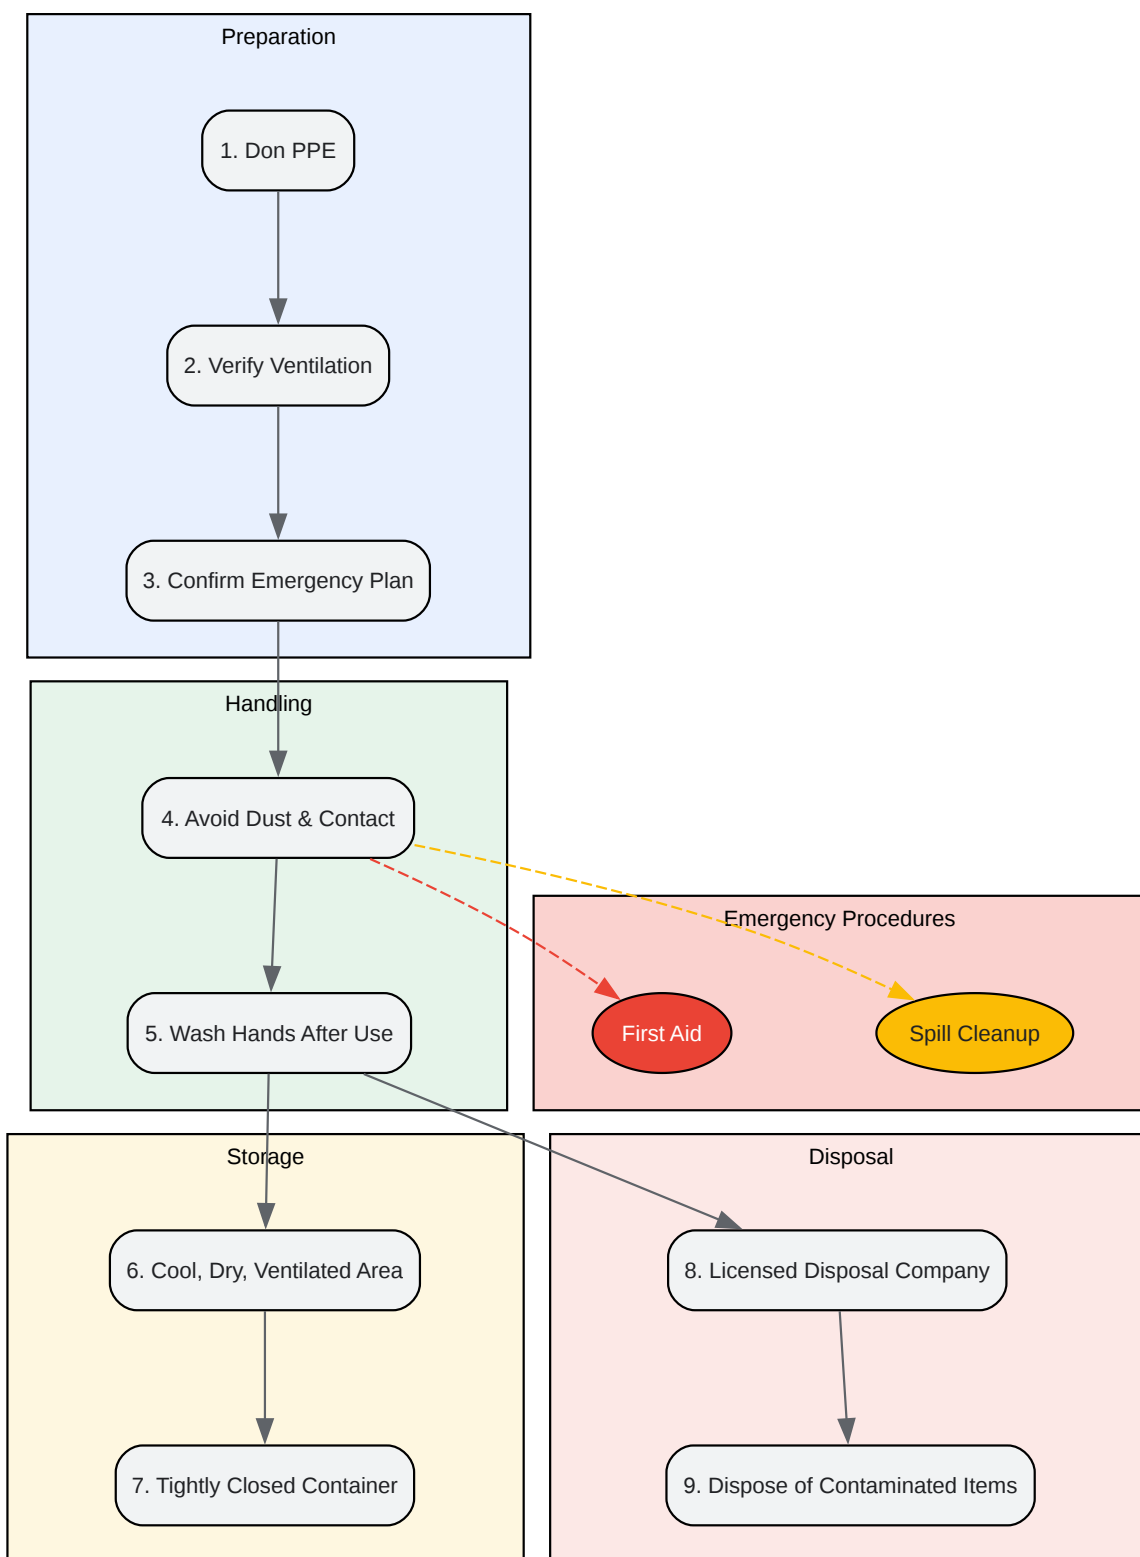 Preparation
1. Don PPE
2. Verify Ventilation
3. Confirm Emergency Plan
Handling
4. Avoid Dust & Contact
5. Wash Hands After Use
Emergency Procedures
First Aid
Spill Cleanup
Storage
6. Cool, Dry, Ventilated Area
7. Tightly Closed Container
Disposal
8. Licensed Disposal Company
9. Dispose of Contaminated Items